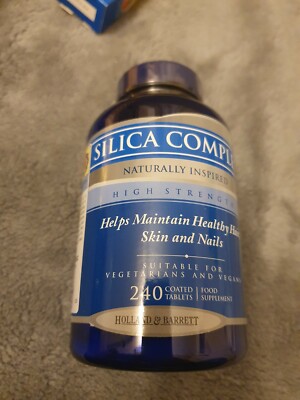 SILICA COMPL
NATURALLY INSPIRED
HIGH STRENGT
Helps Maintain Healthy
Skin and Nails
SUITABLE FOR
VEGETARIANS AND VEGANS
240 COATED TABLETS | FOOD SUPPLEMENT
HOLLAND & BARRETT